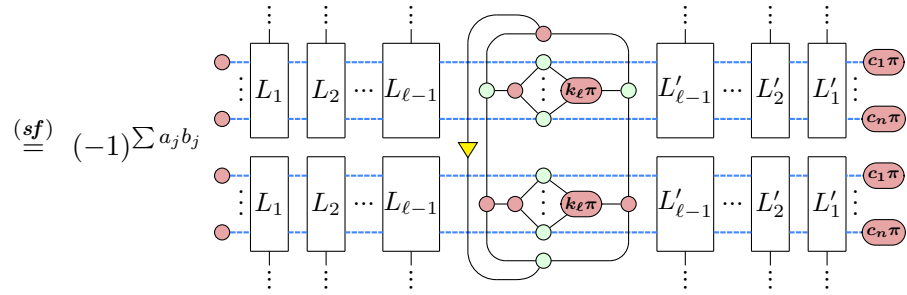 (sf)
= (-1)^{∑ a_j b_j}
⋮ ⋮ ⋮ ⋮ ⋮ ⋮ ⋮
L_1 L_2 ... L_{ℓ-1} ⋮ k_ℓπ L'_{ℓ-1} ... L'_2 L'_1 c_1π ⋮ c_nπ
L_1 L_2 ... L_{ℓ-1} ⋮ k_ℓπ L'_{ℓ-1} ... L'_2 L'_1 c_1π ⋮ c_nπ
⋮ ⋮ ⋮ ⋮ ⋮ ⋮